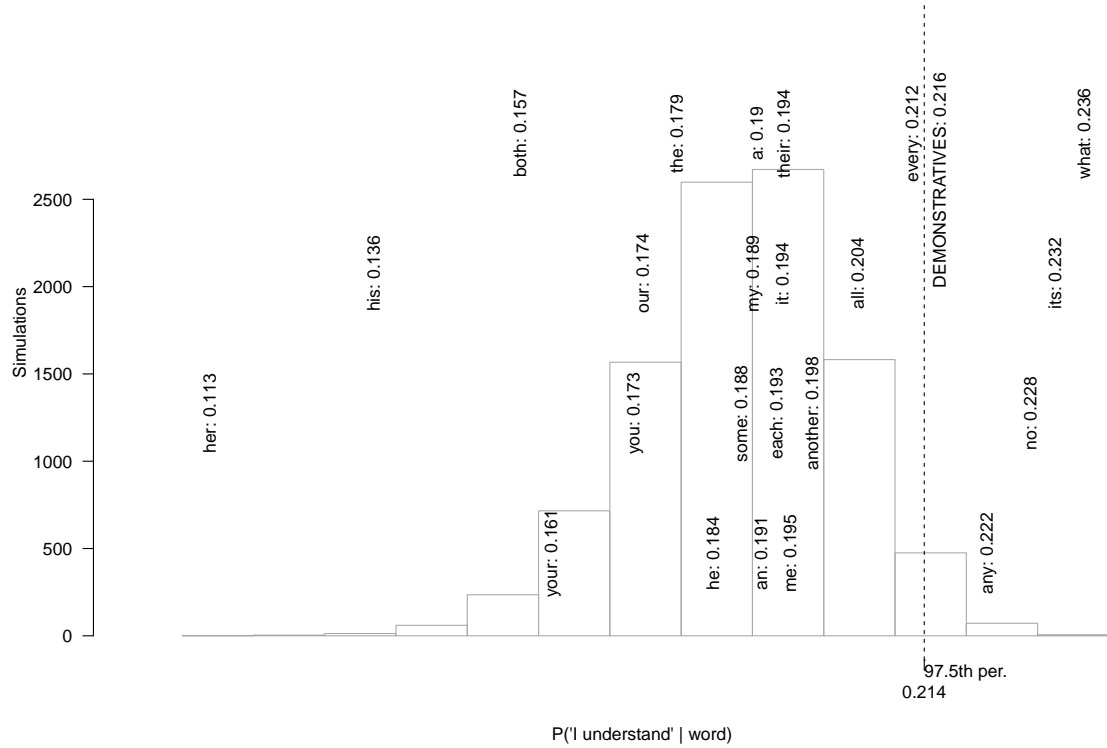 both: 0.157
the: 0.179
a: 0.19
their: 0.194
every: 0.212
DEMONSTRATIVES: 0.216
what: 0.236
his: 0.136
our: 0.174
my: 0.189
it: 0.194
all: 0.204
its: 0.232
her: 0.113
you: 0.173
some: 0.188
each: 0.193
another: 0.198
no: 0.228
your: 0.161
he: 0.184
an: 0.191
me: 0.195
any: 0.222
Simulations
2500
2000
1500
1000
500
0
97.5th per.
0.214
P('I understand' | word)